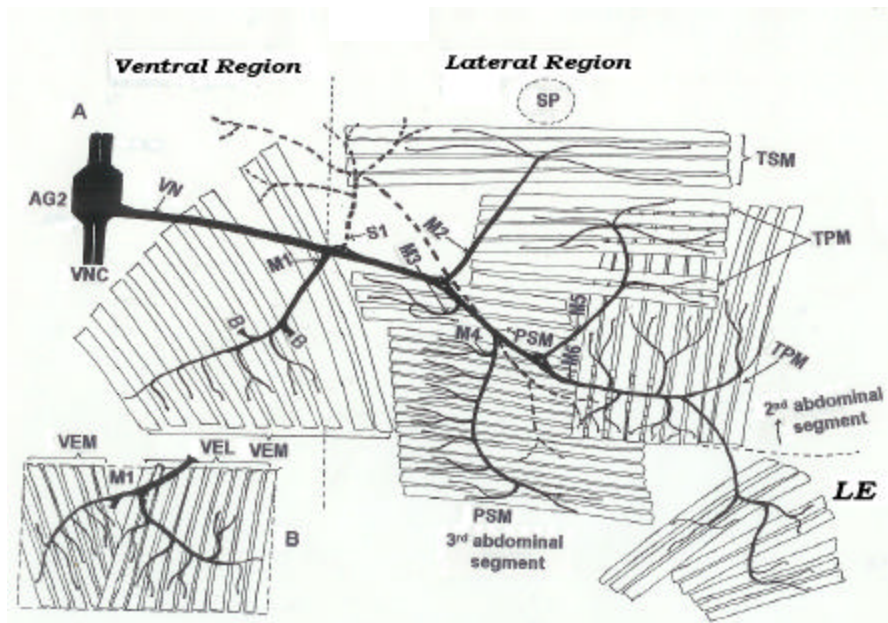 Ventral Region
Lateral Region
SP
A
TSM
AG2
VN
S1
M2
TPM
VNC
M1
M3
M5
B
B
M4
PSM
M6
TPM
2nd abdominal
segment
VEM
VEL
VEM
M1
LE
B
PSM
3rd abdominal
segment